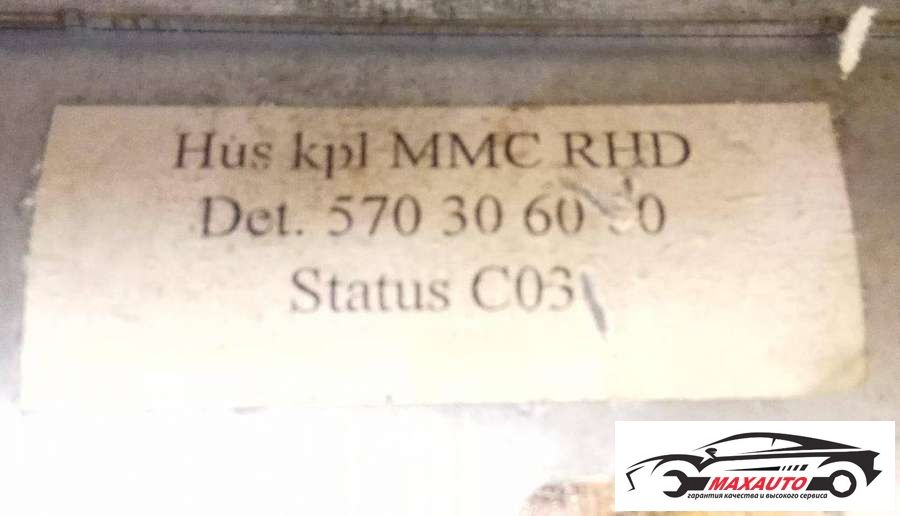 Hus kpl MMC RHD
Det. 570 30 60
Status C03
MAXAUTO
гарантия качества и высокого сервиса